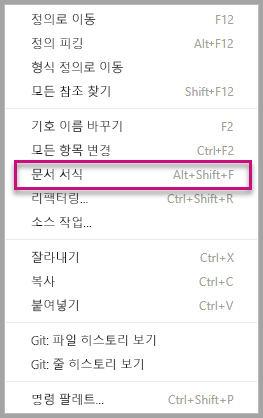 정의로 이동 F12
정의 피킹 Alt+F12
형식 정의로 이동
모든 참조 찾기 Shift+F12
기호 이름 바꾸기 F2
모든 항목 변경 Ctrl+F2
문서 서식 Alt+Shift+F
리팩터링... Ctrl+Shift+R
소스 작업...
잘라내기 Ctrl+X
복사 Ctrl+C
붙여넣기 Ctrl+V
Git: 파일 히스토리 보기
Git: 줄 히스토리 보기
명령 팔레트... Ctrl+Shift+P